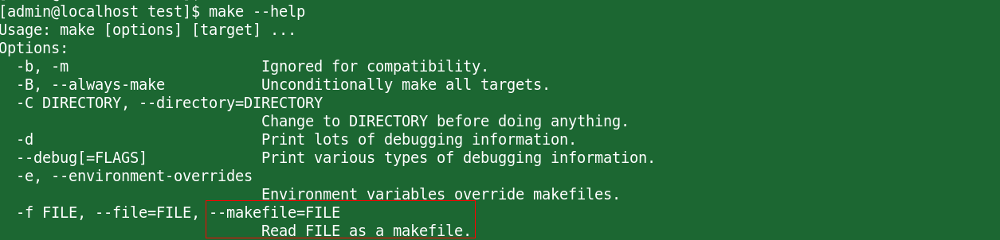 [admin@localhost test]$ make --help
Usage: make [options] [target] ...
Options:
  -b, -m                      Ignored for compatibility.
  -B, --always-make           Unconditionally make all targets.
  -C DIRECTORY, --directory=DIRECTORY
                              Change to DIRECTORY before doing anything.
  -d                          Print lots of debugging information.
  --debug[=FLAGS]             Print various types of debugging information.
  -e, --environment-overrides
                              Environment variables override makefiles.
  -f FILE, --file=FILE, --makefile=FILE
                              Read FILE as a makefile.